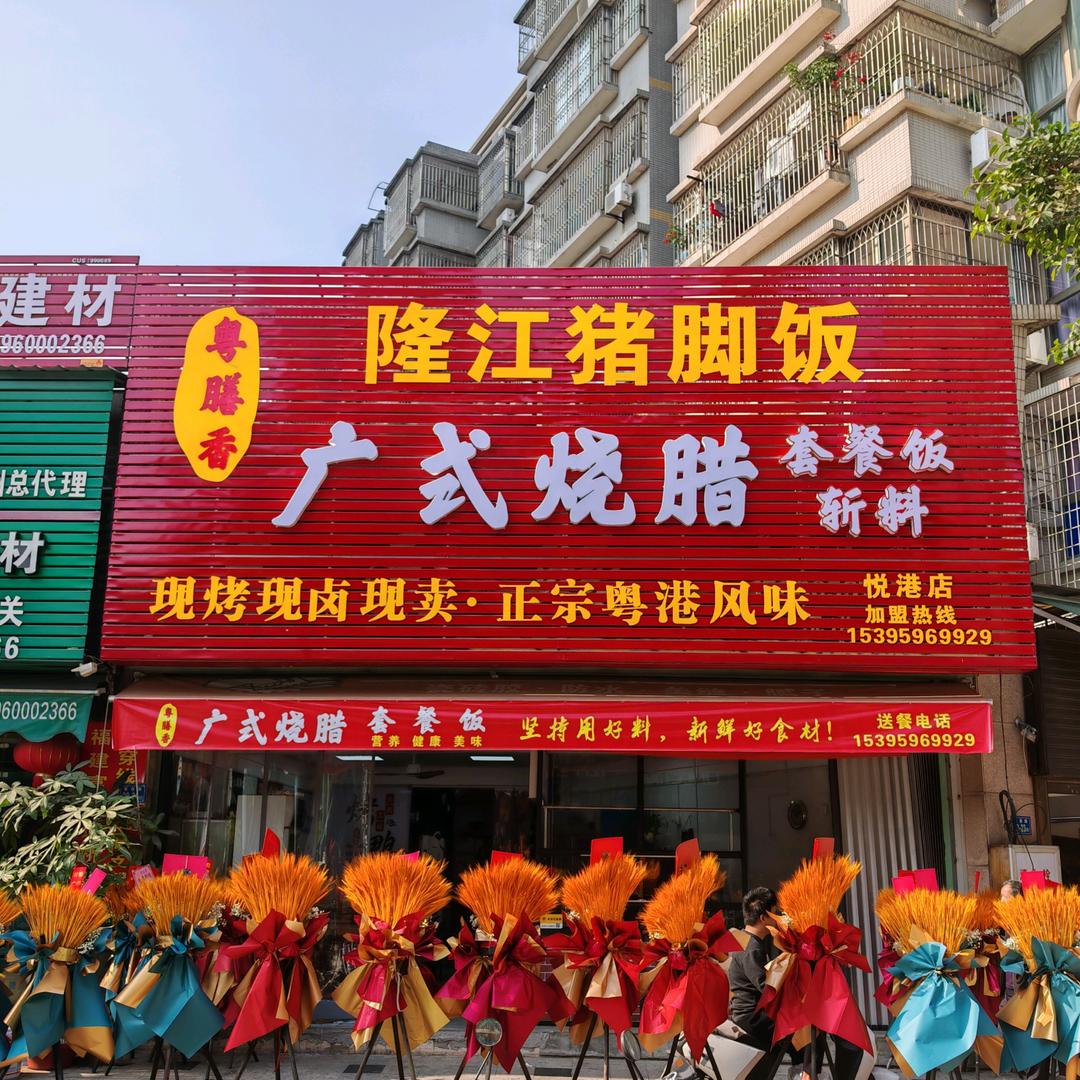 CUS
建材
960002366
总代理
材
关
66
960002366
粤膳香
隆江猪脚饭
广式烧腊
套餐饭
斩料
现烤现卤现卖·正宗粤港风味
悦港店
加盟热线
15395969929
粤膳香
广式烧腊 套餐饭
营养 健康 美味
坚持用好料，新鲜好食材！
送餐电话
15395969929